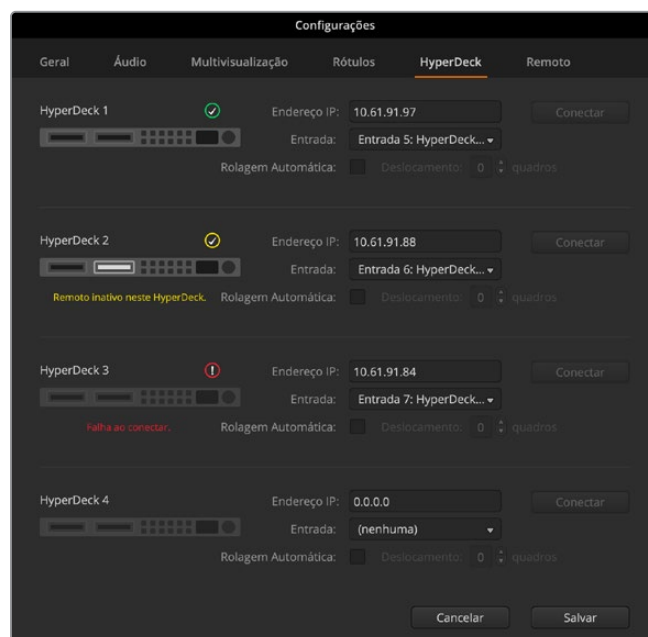 Configurações
Geral Áudio Multivisualização Rótulos HyperDeck Remoto
HyperDeck 1 Endereço IP: 10.61.91.97 Conectar
Entrada: Entrada 5: HyperDeck...
Rolagem Automática: Deslocamento: 0 quadros
HyperDeck 2 Endereço IP: 10.61.91.88 Conectar
Entrada: Entrada 6: HyperDeck...
Remoto inativo neste HyperDeck. Rolagem Automática: Deslocamento: 0 quadros
HyperDeck 3 Endereço IP: 10.61.91.84 Conectar
Entrada: Entrada 7: HyperDeck...
Falha ao conectar. Rolagem Automática: Deslocamento: 0 quadros
HyperDeck 4 Endereço IP: 0.0.0.0 Conectar
Entrada: (nenhuma)
Rolagem Automática: Deslocamento: 0 quadros
Cancelar Salvar